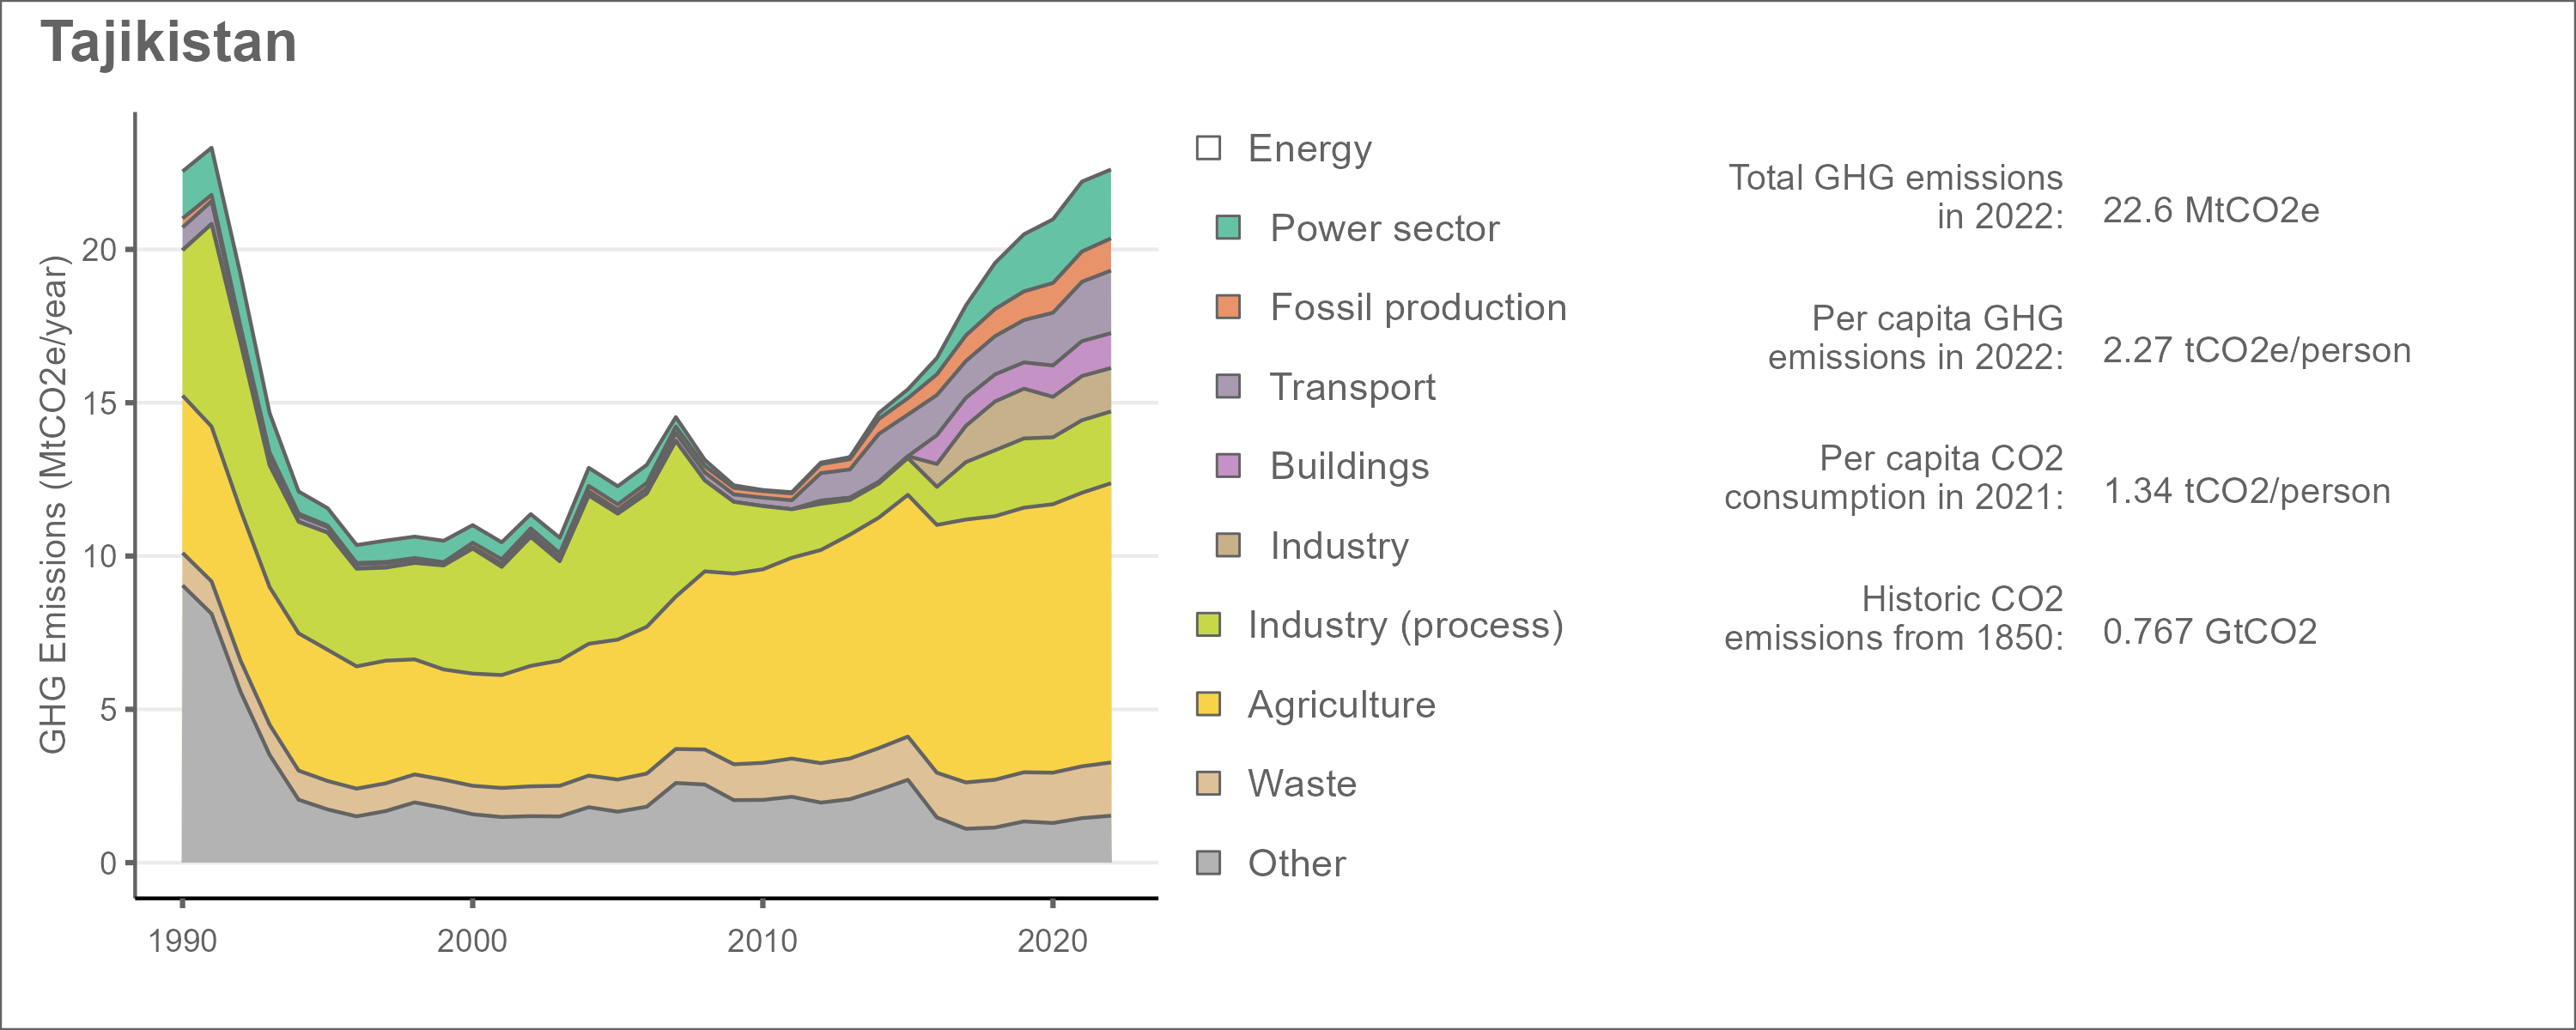 Tajikistan
GHG Emissions (MtCO2e/year)
20
15
10
5
0
1990
2000
2010
2020
Energy
Power sector
Fossil production
Transport
Buildings
Industry
Industry (process)
Agriculture
Waste
Other
Total GHG emissions
in 2022:
22.6 MtCO2e
Per capita GHG
emissions in 2022:
2.27 tCO2e/person
Per capita CO2
consumption in 2021:
1.34 tCO2/person
Historic CO2
emissions from 1850:
0.767 GtCO2